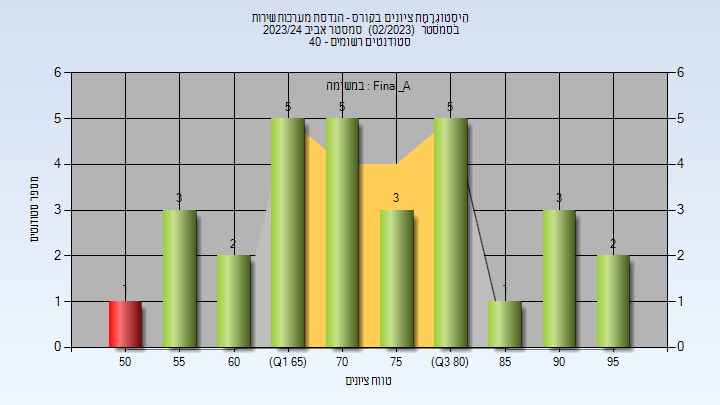 היסטוגרמת ציונים בקורס - הנדסת מערכות שירות
בסמסטר (02/2023) סמסטר אביב 2023/24
סטודנטים רשומים - 40
במשימה : Final_A
מספר סטודנטים
6 6
5 5
4 4
3 3
2 2
1 1
0 0
1 3 2 5 5 3 5 1 3 2
50 55 60 (Q1 65) 70 75 (Q3 80) 85 90 95
טווח ציונים